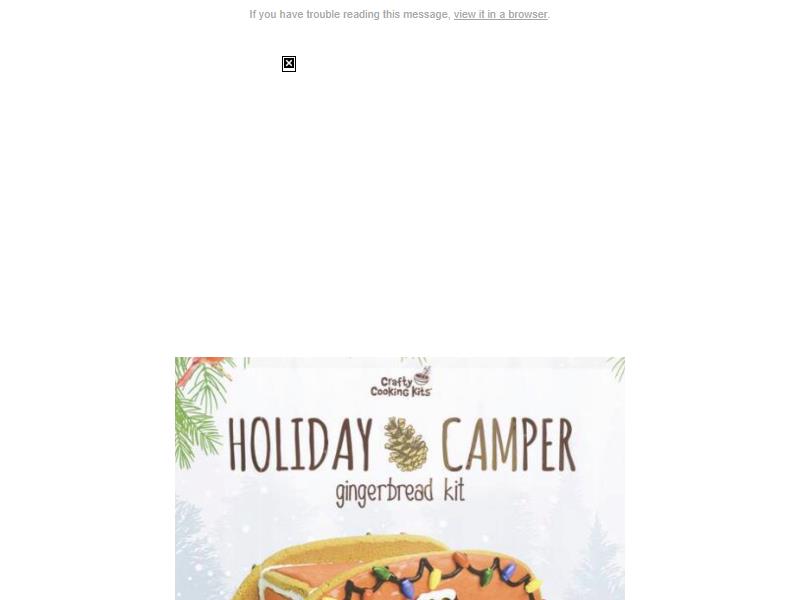 If you have trouble reading this message, view it in a browser.
Crafty
Cooking Kits
HOLIDAY CAMPER
gingerbread kit